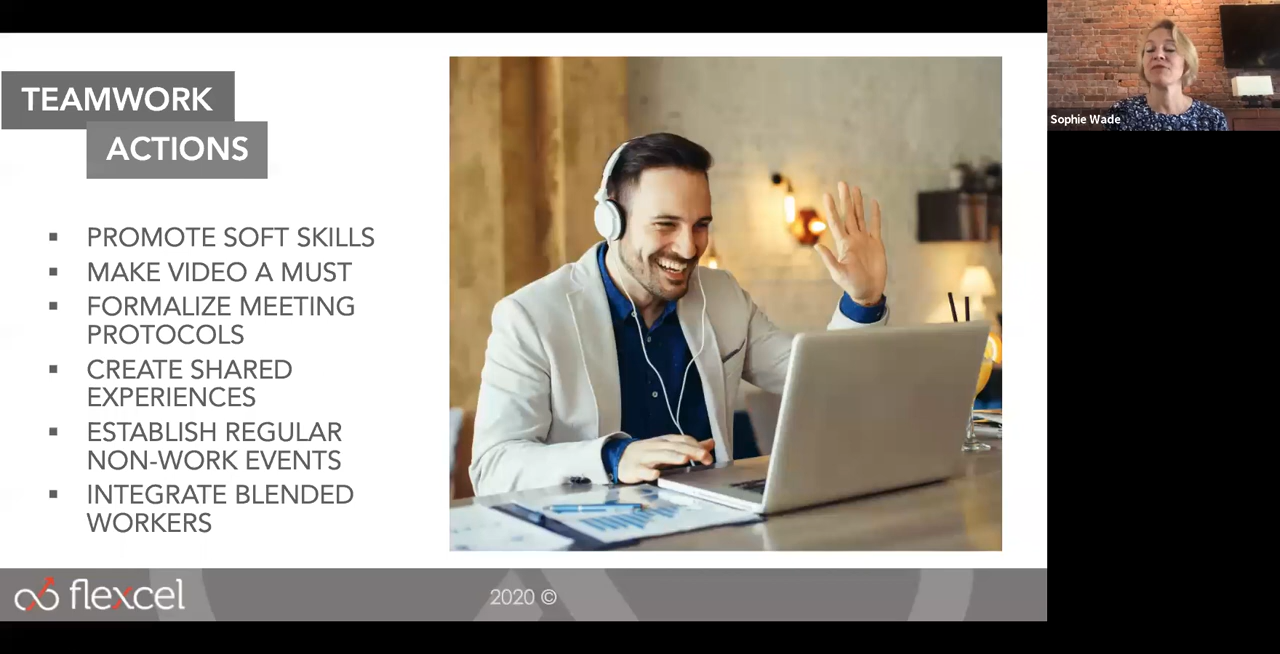 TEAMWORK
ACTIONS
▪ PROMOTE SOFT SKILLS
▪ MAKE VIDEO A MUST
▪ FORMALIZE MEETING
PROTOCOLS
▪ CREATE SHARED
EXPERIENCES
▪ ESTABLISH REGULAR
NON-WORK EVENTS
▪ INTEGRATE BLENDED
WORKERS
flexcel
2020 ©
Sophie Wade